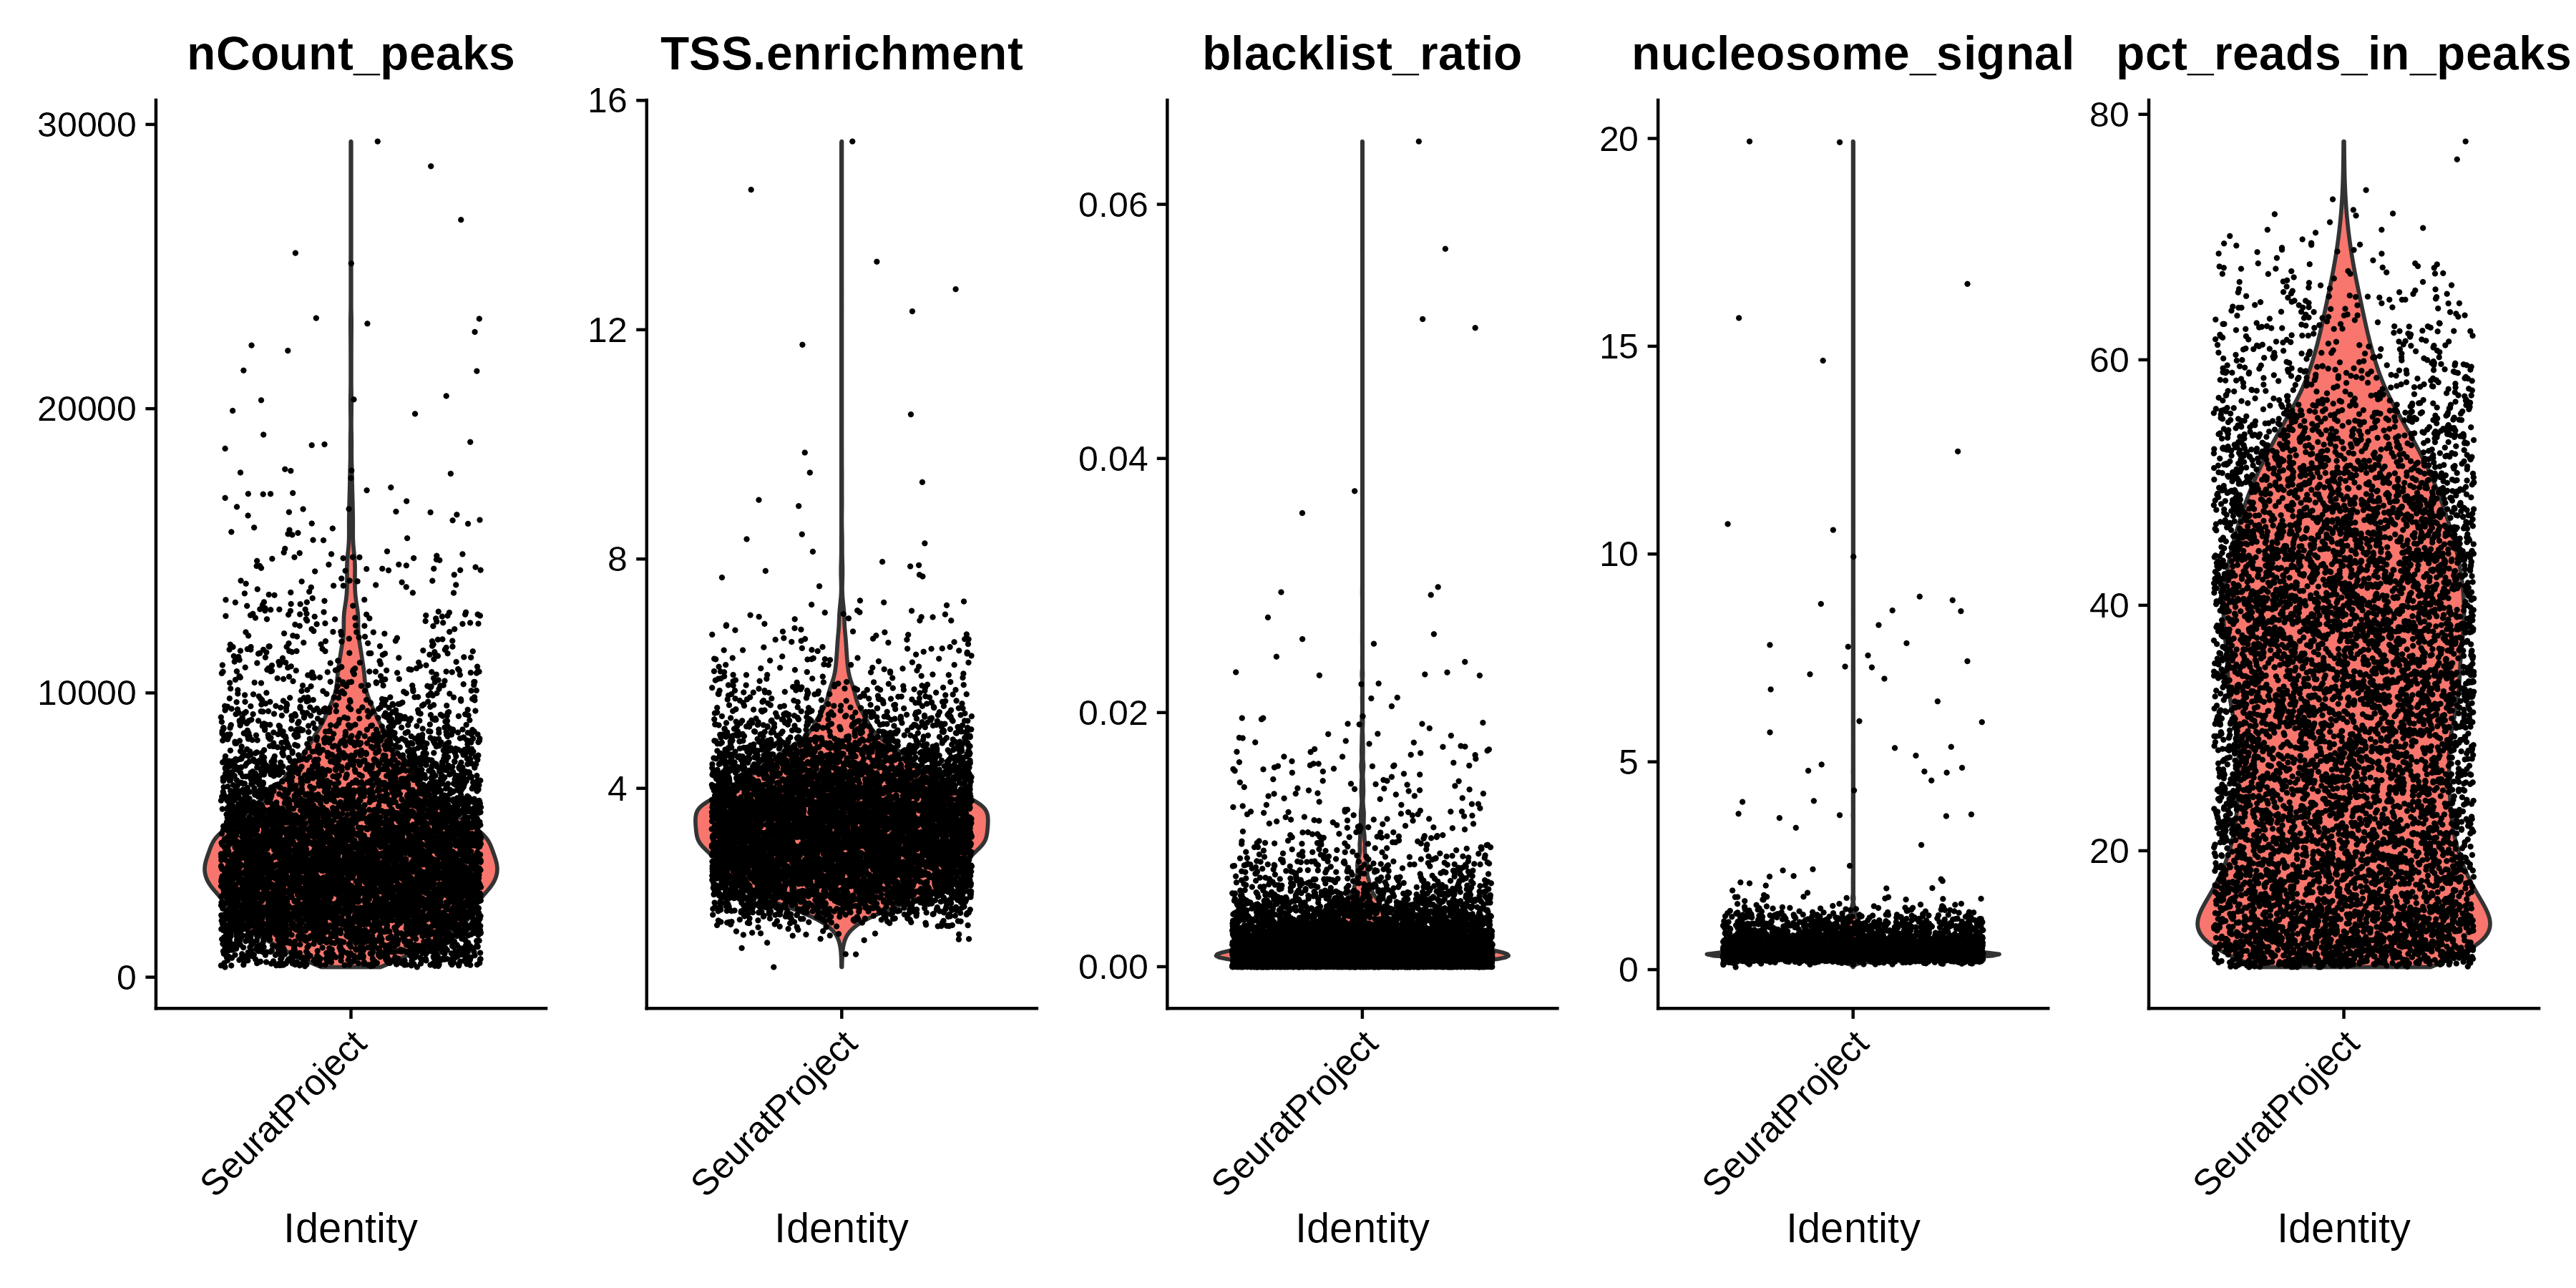 nCount_peaks
30000
20000
10000
0
SeuratProject
Identity
TSS.enrichment
16
12
8
4
SeuratProject
Identity
blacklist_ratio
0.06
0.04
0.02
0.00
SeuratProject
Identity
nucleosome_signal
20
15
10
5
0
SeuratProject
Identity
pct_reads_in_peaks
80
60
40
20
SeuratProject
Identity